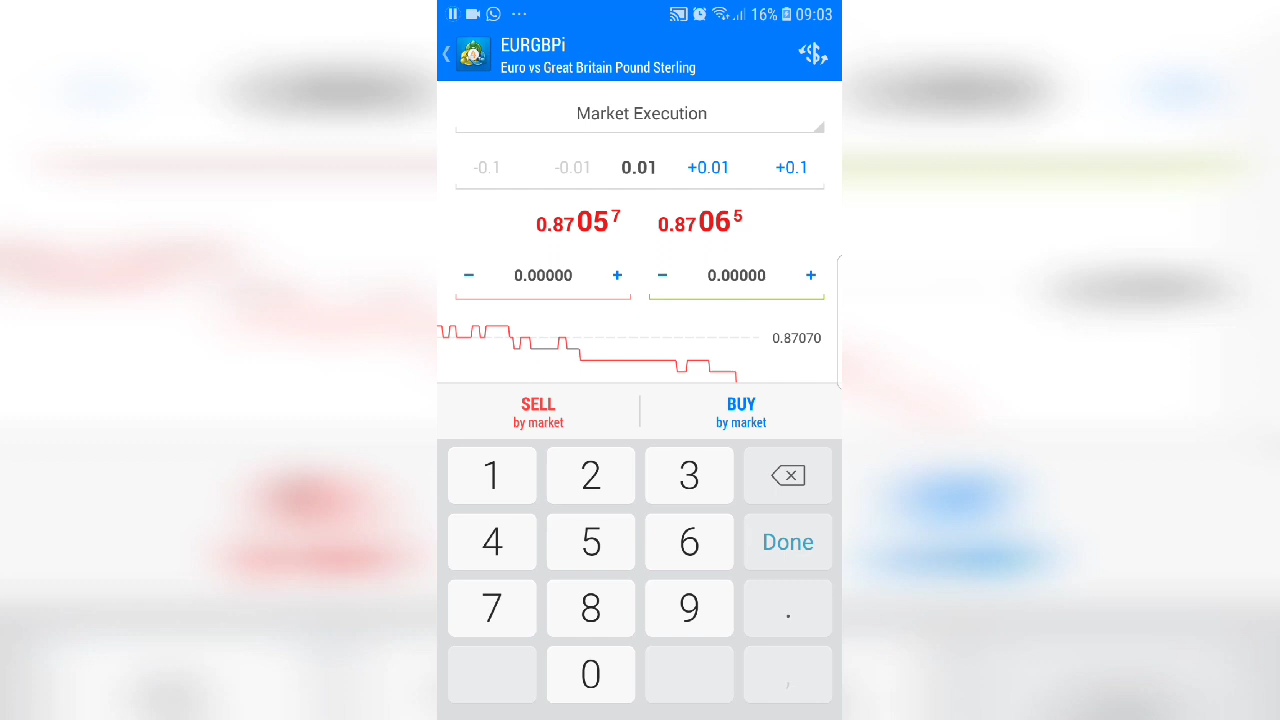 16% 09:03
EURGBPi
Euro vs Great Britain Pound Sterling
Market Execution
-0.1 -0.01 0.01 +0.01 +0.1
0.87057 0.87065
− 0.00000 + − 0.00000 +
0.87070
SELL BUY
by market by market
1 2 3
4 5 6 Done
7 8 9 .
0 ,